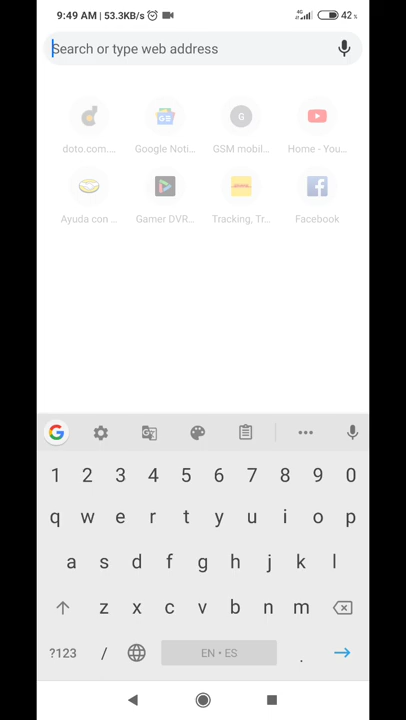 9:49 AM | 53.3KB/s 4G 42%
Search or type web address
doto.com.... Google Noti... G GSM mobil... Home - You...
Ayuda con ... Gamer DVR... Tracking, Tr... Facebook
G
1 2 3 4 5 6 7 8 9 0
q w e r t y u i o p
a s d f g h j k l
z x c v b n m
?123 / EN • ES .